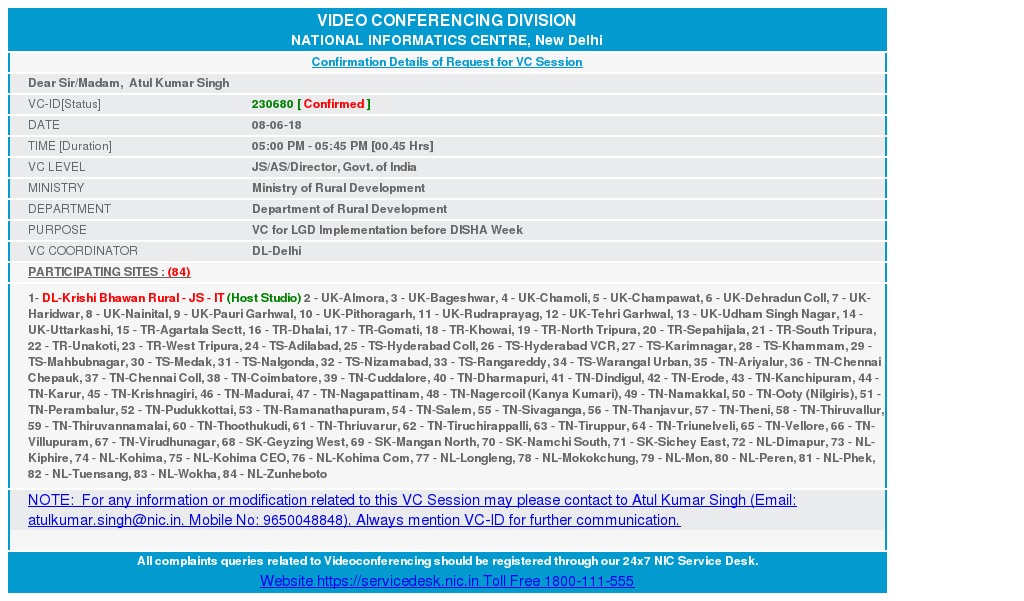 VIDEO CONFERENCING DIVISION
NATIONAL INFORMATICS CENTRE, New Delhi
Confirmation Details of Request for VC Session
Dear Sir/Madam, Atul Kumar Singh
VC-ID[Status] 230680 [ Confirmed ]
DATE 08-06-18
TIME [Duration] 05:00 PM - 05:45 PM [00.45 Hrs]
VC LEVEL JS/AS/Director, Govt. of India
MINISTRY Ministry of Rural Development
DEPARTMENT Department of Rural Development
PURPOSE VC for LGD Implementation before DISHA Week
VC COORDINATOR DL-Delhi
PARTICIPATING SITES : (84)
1- DL-Krishi Bhawan Rural - JS - IT (Host Studio) 2 - UK-Almora, 3 - UK-Bageshwar, 4 - UK-Chamoli, 5 - UK-Champawat, 6 - UK-Dehradun Coll, 7 - UK-
Haridwar, 8 - UK-Nainital, 9 - UK-Pauri Garhwal, 10 - UK-Pithoragarh, 11 - UK-Rudraprayag, 12 - UK-Tehri Garhwal, 13 - UK-Udham Singh Nagar, 14 -
UK-Uttarkashi, 15 - TR-Agartala Sectt, 16 - TR-Dhalai, 17 - TR-Gomati, 18 - TR-Khowai, 19 - TR-North Tripura, 20 - TR-Sepahijala, 21 - TR-South Tripura,
22 - TR-Unakoti, 23 - TR-West Tripura, 24 - TS-Adilabad, 25 - TS-Hyderabad Coll, 26 - TS-Hyderabad VCR, 27 - TS-Karimnagar, 28 - TS-Khammam, 29 -
TS-Mahbubnagar, 30 - TS-Medak, 31 - TS-Nalgonda, 32 - TS-Nizamabad, 33 - TS-Rangareddy, 34 - TS-Warangal Urban, 35 - TN-Ariyalur, 36 - TN-Chennai
Chepauk, 37 - TN-Chennai Coll, 38 - TN-Coimbatore, 39 - TN-Cuddalore, 40 - TN-Dharmapuri, 41 - TN-Dindigul, 42 - TN-Erode, 43 - TN-Kanchipuram, 44 -
TN-Karur, 45 - TN-Krishnagiri, 46 - TN-Madurai, 47 - TN-Nagapattinam, 48 - TN-Nagercoil (Kanya Kumari), 49 - TN-Namakkal, 50 - TN-Ooty (Nilgiris), 51 -
TN-Perambalur, 52 - TN-Pudukkottai, 53 - TN-Ramanathapuram, 54 - TN-Salem, 55 - TN-Sivaganga, 56 - TN-Thanjavur, 57 - TN-Theni, 58 - TN-Thiruvallur,
59 - TN-Thiruvannamalai, 60 - TN-Thoothukudi, 61 - TN-Thriuvarur, 62 - TN-Tiruchirappalli, 63 - TN-Tiruppur, 64 - TN-Triunelveli, 65 - TN-Vellore, 66 - TN-
Villupuram, 67 - TN-Virudhunagar, 68 - SK-Geyzing West, 69 - SK-Mangan North, 70 - SK-Namchi South, 71 - SK-Sichey East, 72 - NL-Dimapur, 73 - NL-
Kiphire, 74 - NL-Kohima, 75 - NL-Kohima CEO, 76 - NL-Kohima Com, 77 - NL-Longleng, 78 - NL-Mokokchung, 79 - NL-Mon, 80 - NL-Peren, 81 - NL-Phek,
82 - NL-Tuensang, 83 - NL-Wokha, 84 - NL-Zunheboto
NOTE: For any information or modification related to this VC Session may please contact to Atul Kumar Singh (Email:
atulkumar.singh@nic.in. Mobile No: 9650048848). Always mention VC-ID for further communication.
All complaints queries related to Videoconferencing should be registered through our 24x7 NIC Service Desk.
Website https://servicedesk.nic.in Toll Free 1800-111-555